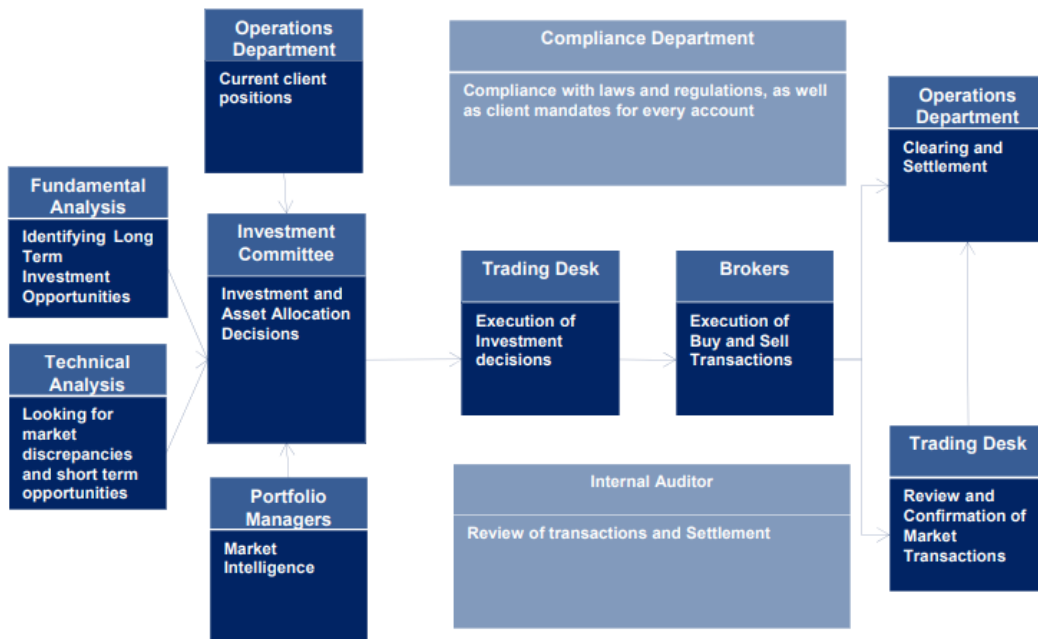 Operations
Department
Current client
positions
Compliance Department
Compliance with laws and regulations, as well
as client mandates for every account
Operations
Department
Clearing and
Settlement
Fundamental
Analysis
Identifying Long
Term
Investment
Opportunities
Technical
Analysis
Looking for
market
discrepancies
and short term
opportunities
Investment
Committee
Investment and
Asset Allocation
Decisions
Portfolio
Managers
Market
Intelligence
Trading Desk
Execution of
Investment
decisions
Brokers
Execution of
Buy and Sell
Transactions
Internal Auditor
Review of transactions and Settlement
Trading Desk
Review and
Confirmation of
Market
Transactions